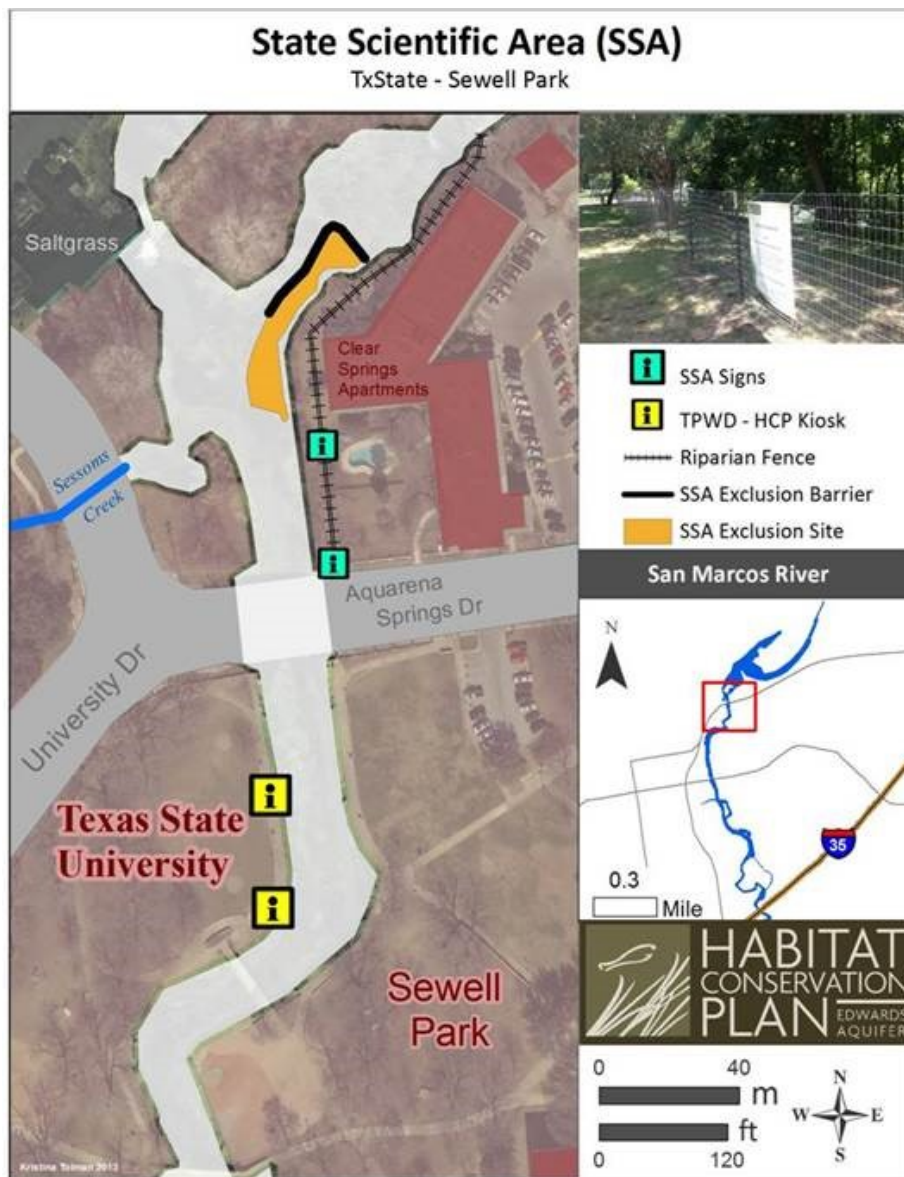 State Scientific Area (SSA)
TxState - Sewell Park
Saltgrass
Clear
Springs
Apartments
Sessoms
Creek
Aquarena
Springs Dr
University Dr
Texas State
University
Sewell
Park
Kristina Tolman 2013
SSA Signs
TPWD - HCP Kiosk
Riparian Fence
SSA Exclusion Barrier
SSA Exclusion Site
San Marcos River
N
35
0.3
Mile
HABITAT
CONSERVATION
PLAN
EDWARDS
AQUIFER
0 40
m
ft
0 120
N
W E
S